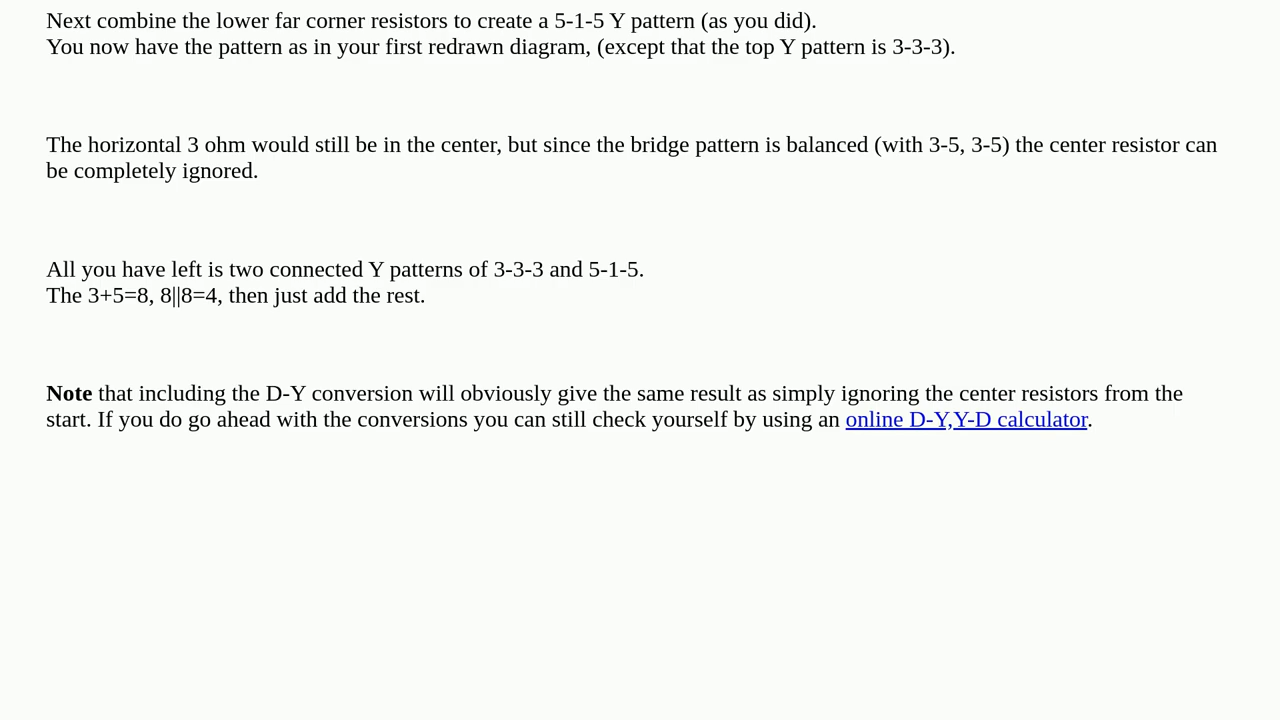 Next combine the lower far corner resistors to create a 5-1-5 Y pattern (as you did).
You now have the pattern as in your first redrawn diagram, (except that the top Y pattern is 3-3-3).
The horizontal 3 ohm would still be in the center, but since the bridge pattern is balanced (with 3-5, 3-5) the center resistor can
be completely ignored.
All you have left is two connected Y patterns of 3-3-3 and 5-1-5.
The 3+5=8, 8||8=4, then just add the rest.
Note that including the D-Y conversion will obviously give the same result as simply ignoring the center resistors from the
start. If you do go ahead with the conversions you can still check yourself by using an online D-Y,Y-D calculator.